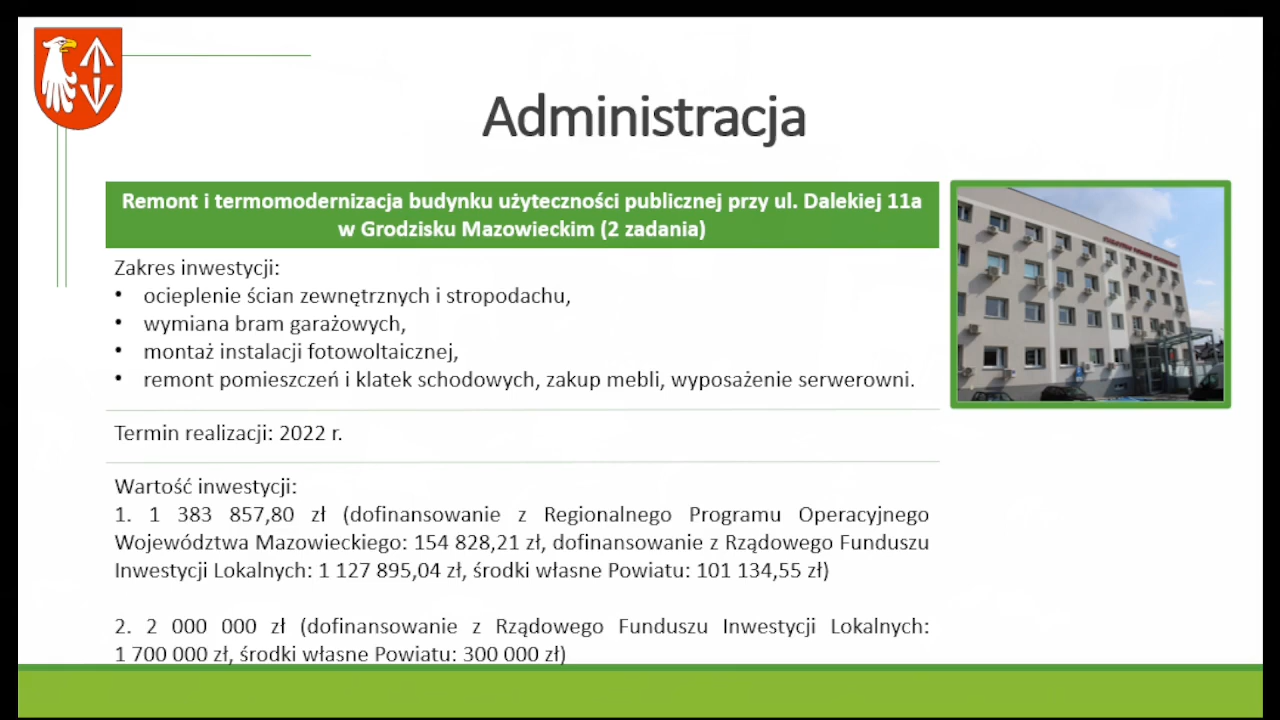 Administracja
Remont i termomodernizacja budynku użyteczności publicznej przy ul. Dalekiej 11a
w Grodzisku Mazowieckim (2 zadania)
Zakres inwestycji:
• ocieplenie ścian zewnętrznych i stropodachu,
• wymiana bram garażowych,
• montaż instalacji fotowoltaicznej,
• remont pomieszczeń i klatek schodowych, zakup mebli, wyposażenie serwerowni.
Termin realizacji: 2022 r.
Wartość inwestycji:
1. 1 383 857,80 zł (dofinansowanie z Regionalnego Programu Operacyjnego
Województwa Mazowieckiego: 154 828,21 zł, dofinansowanie z Rządowego Funduszu
Inwestycji Lokalnych: 1 127 895,04 zł, środki własne Powiatu: 101 134,55 zł)
2. 2 000 000 zł (dofinansowanie z Rządowego Funduszu Inwestycji Lokalnych:
1 700 000 zł, środki własne Powiatu: 300 000 zł)